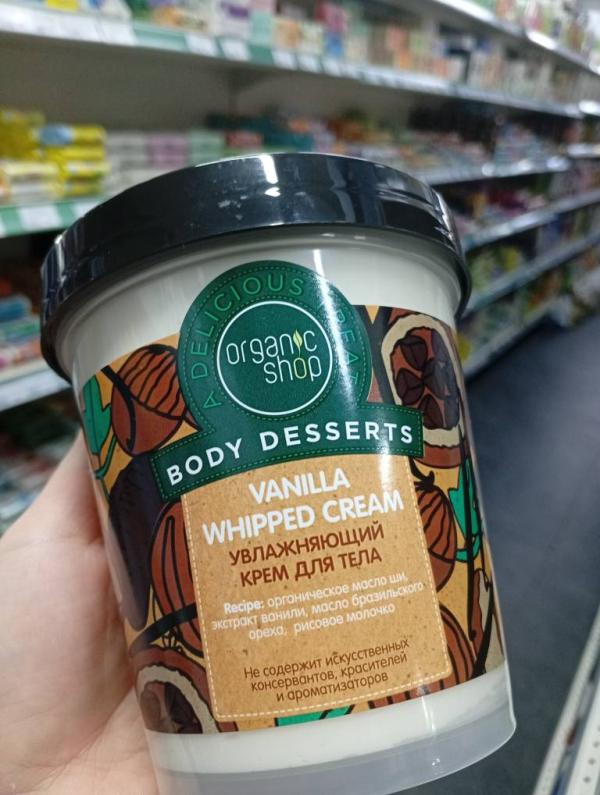 A DELICIOUS TREAT
organic
shop
BODY DESSERTS
VANILLA
WHIPPED CREAM
УВЛАЖНЯЮЩИЙ
КРЕМ ДЛЯ ТЕЛА
Recipe: органическое масло ши,
экстракт ванили, масло бразильского
ореха, рисовое молочко
Не содержит искусственных
консервантов, красителей
и ароматизаторов